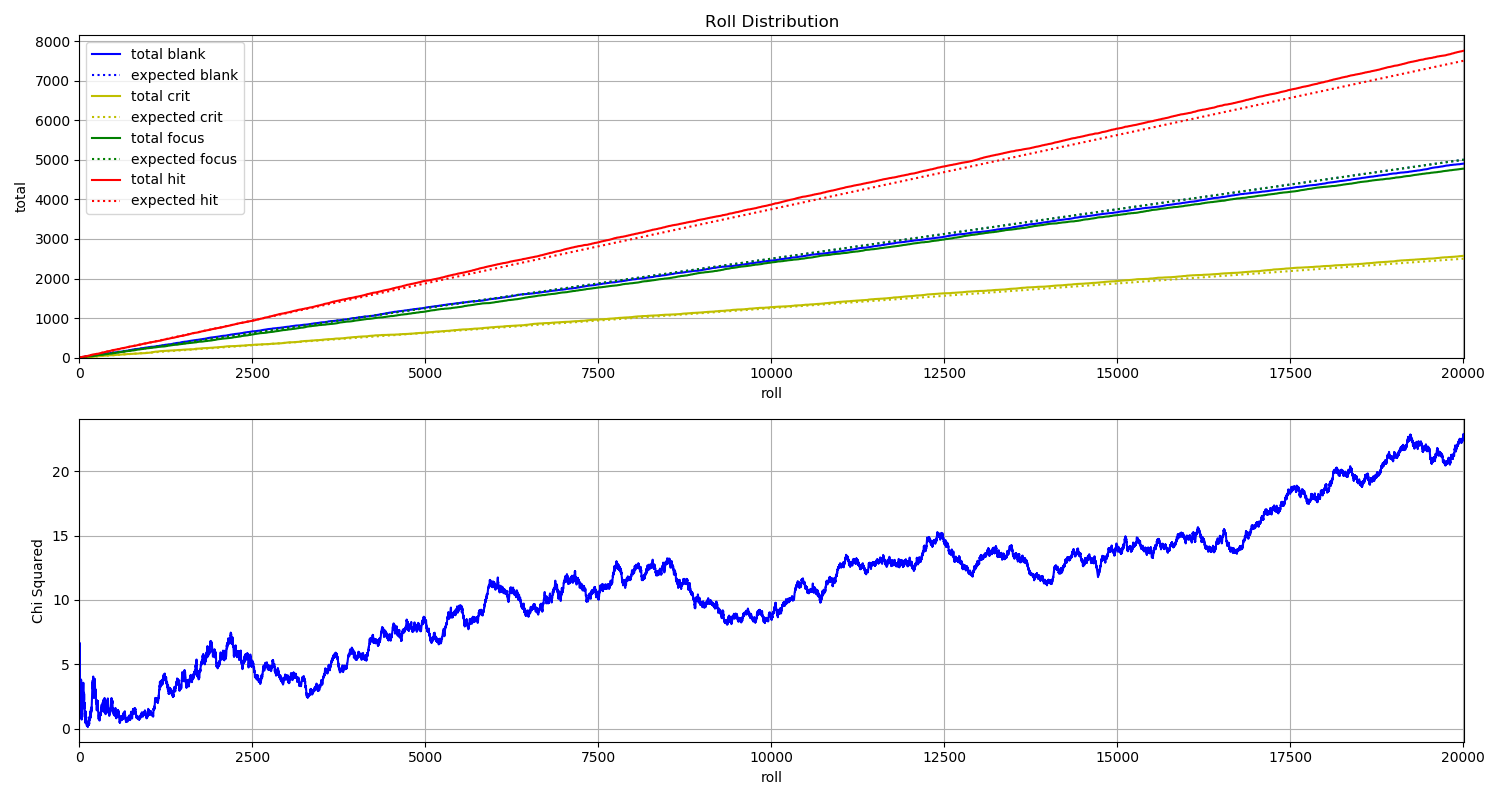 Roll Distribution
8000
7000
6000
5000
4000
3000
2000
1000
0
total
total blank
expected blank
total crit
expected crit
total focus
expected focus
total hit
expected hit
0 2500 5000 7500 10000 12500 15000 17500 20000
roll
20
15
10
5
0
Chi Squared
0 2500 5000 7500 10000 12500 15000 17500 20000
roll